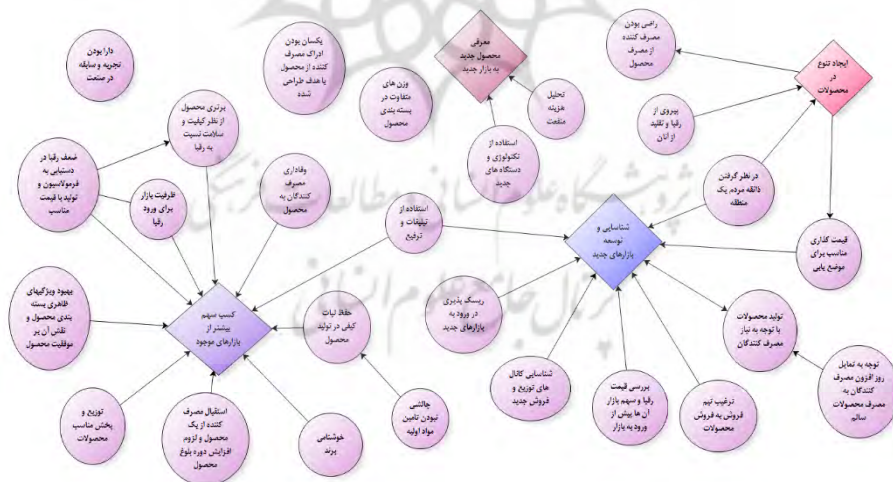 دارا بودن
تجربه و سابقه
در صنعت
یکسان بودن
ادراک مصرف
کننده از محصول
با هدف طراحی
شده
معرفی
محصول جدید
به بازار جدید
راضی بودن
مصرف کننده
از مصرف
محصول
ایجاد تنوع
در
محصولات
وزن های
متفاوت در
بسته بندی
محصول
تحلیل
هزینه
منفعت
پیروی از
رقبا و تقلید
از آنان
برتری محصول
از نظر کیفیت و
سلامت نسبت
به رقبا
استفاده از
تکنولوژی و
دستگاه های
جدید
ضعف رقبا در
دستیابی به
فرمولاسیون و
تولید با قیمت
مناسب
وفاداری
مصرف
کنندگان به
محصول
در نظر گرفتن
ذائقه مردم یک
منطقه
ظرفیت بازار
برای ورود
رقبا
استفاده از
تبلیغات و
ترفیع
شناسایی و
توسعه
بازارهای جدید
قیمت گذاری
مناسب برای
موضع یابی
پژوهشگاه علوم انسانی و مطالعات فرهنگی
پرتال جامع علوم انسانی
بهبود ویژگیهای
ظاهری بسته
بندی محصول و
نقش آن بر
موفقیت محصول
کسب سهم
بیشتر از
بازارهای موجود
حفظ ثبات
کیفی در تولید
محصول
ریسک پذیری
در ورود به
بازارهای جدید
تولید محصولات
با توجه به نیاز
مصرف کنندگان
توزیع و
پخش مناسب
محصولات
استقبال مصرف
کننده از یک
محصول و لزوم
افزایش دوره بلوغ
محصول
خوشنامی
برند
چالشی
نبودن تامین
مواد اولیه
شناسایی کانال
های توزیع و
فروش جدید
بررسی قیمت
رقبا و سهم بازار
آن ها پیش از
ورود به بازار
ترغیب تیم
فروش به فروش
محصولات
توجه به تمایل
روز افزون مصرف
کنندگان به
مصرف محصولات
سالم